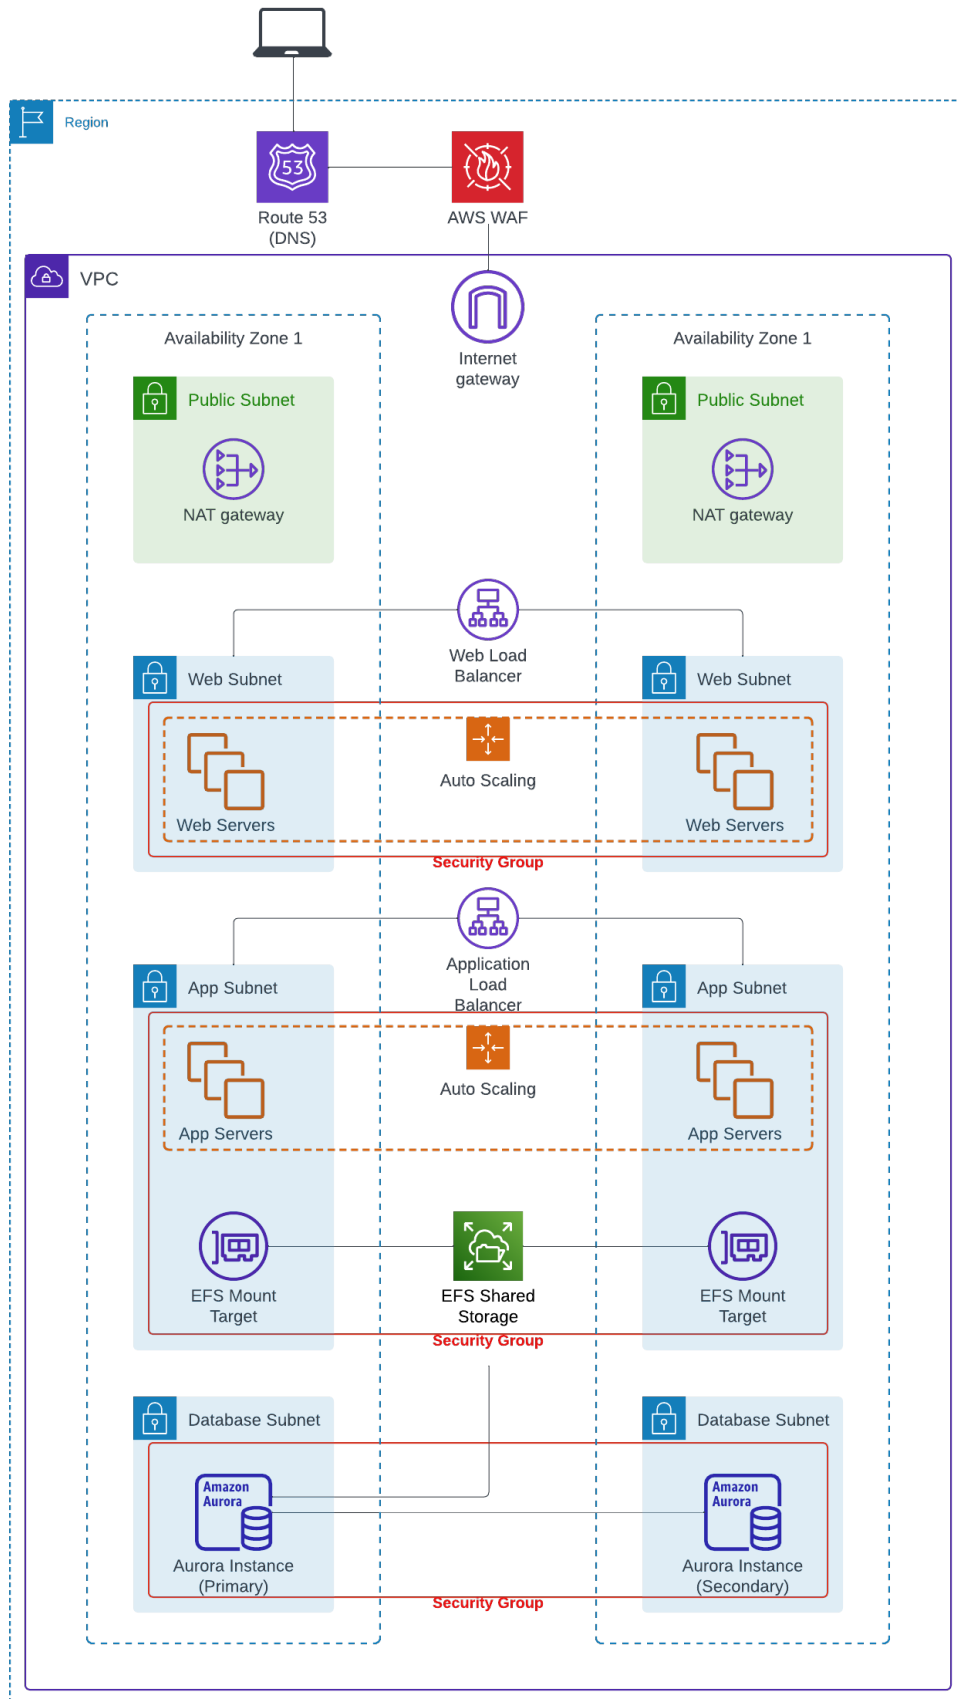 Region
53
Route 53
(DNS)
AWS WAF
VPC
Internet
gateway
Availability Zone 1
Availability Zone 1
Public Subnet
Public Subnet
NAT gateway
NAT gateway
Web Load
Balancer
Web Subnet
Web Subnet
Auto Scaling
Web Servers
Web Servers
Security Group
Application
Load
Balancer
App Subnet
App Subnet
Auto Scaling
App Servers
App Servers
EFS Mount
Target
EFS Shared
Storage
EFS Mount
Target
Security Group
Database Subnet
Database Subnet
Amazon
Aurora
Amazon
Aurora
Aurora Instance
(Primary)
Aurora Instance
(Secondary)
Security Group